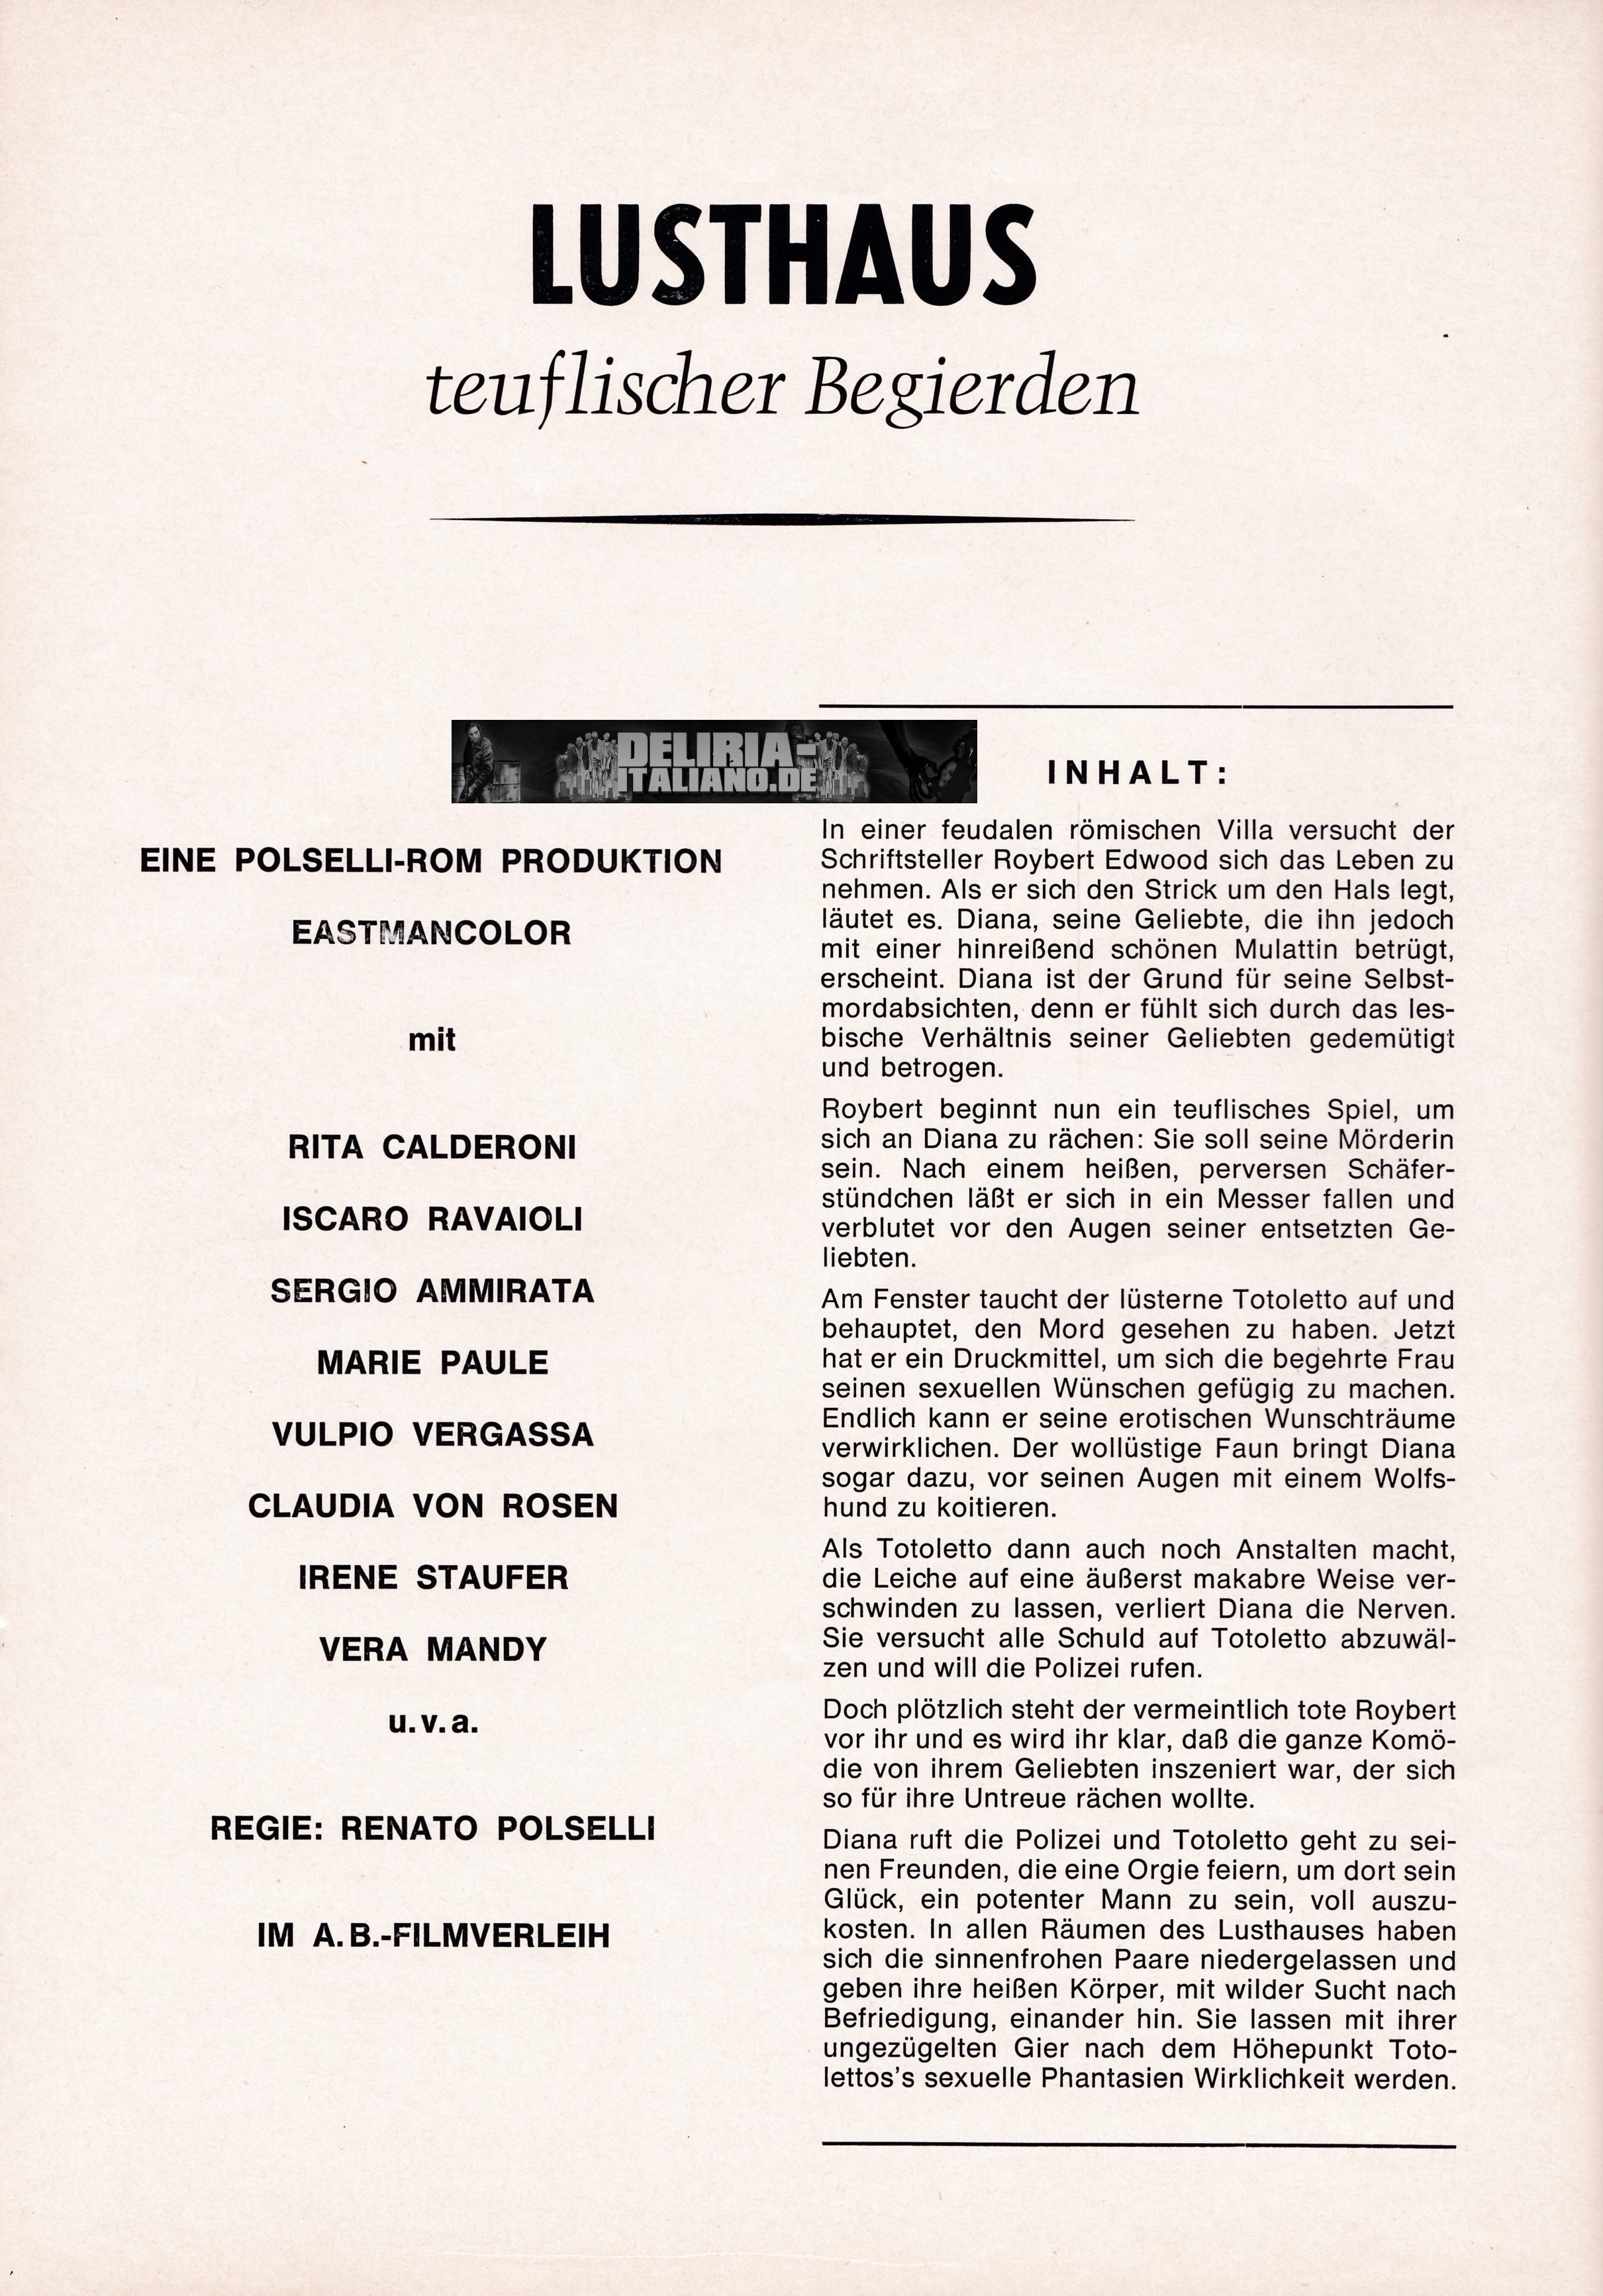 LUSTHAUS
teuflischer Begierden
DELIRIA-
ITALIANO.DE
EINE POLSELLI-ROM PRODUKTION
EASTMANCOLOR
mit
RITA CALDERONI
ISCARO RAVAIOLI
SERGIO AMMIRATA
MARIE PAULE
VULPIO VERGASSA
CLAUDIA VON ROSEN
IRENE STAUFER
VERA MANDY
u.v.a.
REGIE: RENATO POLSELLI
IM A.B.-FILMVERLEIH
INHALT:
In einer feudalen römischen Villa versucht der
Schriftsteller Roybert Edwood sich das Leben zu
nehmen. Als er sich den Strick um den Hals legt,
läutet es. Diana, seine Geliebte, die ihn jedoch
mit einer hinreißend schönen Mulattin betrügt,
erscheint. Diana ist der Grund für seine Selbst-
mordabsichten, denn er fühlt sich durch das les-
bische Verhältnis seiner Geliebten gedemütigt
und betrogen.
Roybert beginnt nun ein teuflisches Spiel, um
sich an Diana zu rächen: Sie soll seine Mörderin
sein. Nach einem heißen, perversen Schäfer-
stündchen läßt er sich in ein Messer fallen und
verblutet vor den Augen seiner entsetzten Ge-
liebten.
Am Fenster taucht der lüsterne Totoletto auf und
behauptet, den Mord gesehen zu haben. Jetzt
hat er ein Druckmittel, um sich die begehrte Frau
seinen sexuellen Wünschen gefügig zu machen.
Endlich kann er seine erotischen Wunschträume
verwirklichen. Der wollüstige Faun bringt Diana
sogar dazu, vor seinen Augen mit einem Wolfs-
hund zu koitieren.
Als Totoletto dann auch noch Anstalten macht,
die Leiche auf eine äußerst makabre Weise ver-
schwinden zu lassen, verliert Diana die Nerven.
Sie versucht alle Schuld auf Totoletto abzuwäl-
zen und will die Polizei rufen.
Doch plötzlich steht der vermeintlich tote Roybert
vor ihr und es wird ihr klar, daß die ganze Komö-
die von ihrem Geliebten inszeniert war, der sich
so für ihre Untreue rächen wollte.
Diana ruft die Polizei und Totoletto geht zu sei-
nen Freunden, die eine Orgie feiern, um dort sein
Glück, ein potenter Mann zu sein, voll auszu-
kosten. In allen Räumen des Lusthauses haben
sich die sinnenfrohen Paare niedergelassen und
geben ihre heißen Körper, mit wilder Sucht nach
Befriedigung, einander hin. Sie lassen mit ihrer
ungezügelten Gier nach dem Höhepunkt Toto-
lettos's sexuelle Phantasien Wirklichkeit werden.